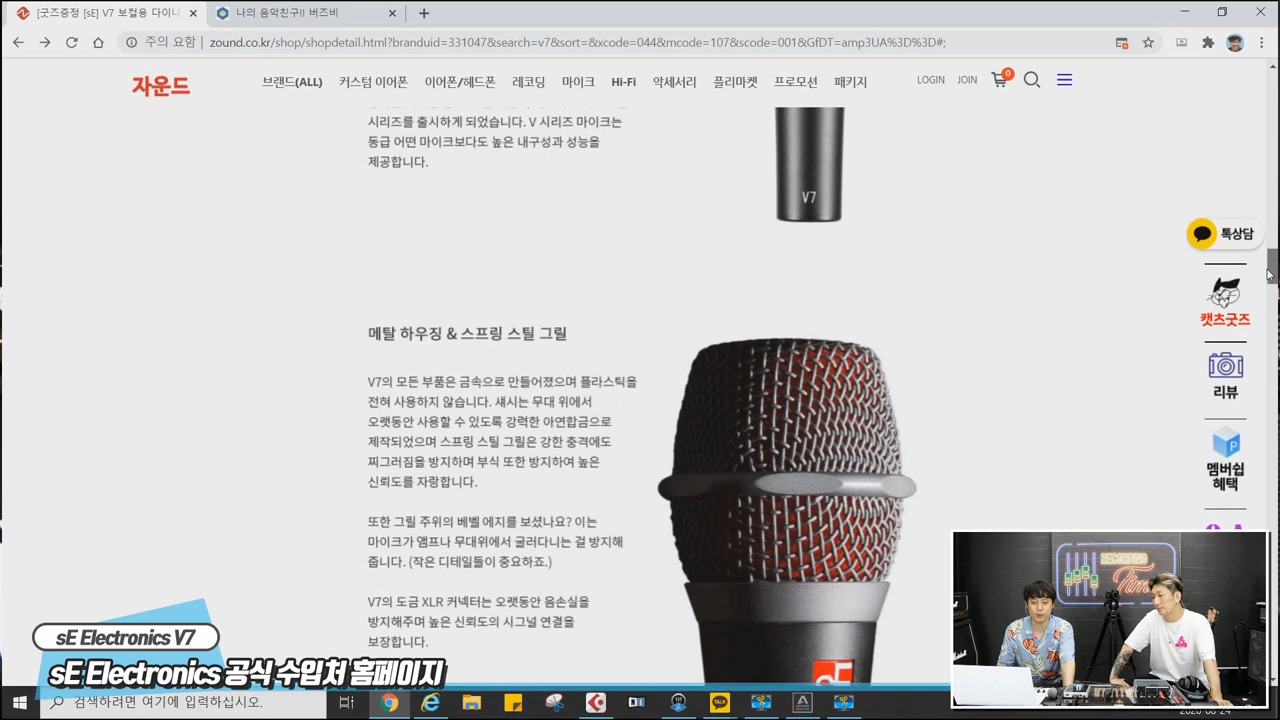 [굿즈증정 [sE] V7 보컬용 다이나
나의 음악친구!! 버즈비
주의 요함
zound.co.kr/shop/shopdetail.html?branduid=331047&search=v7&sort=&xcode=044&mcode=107&scode=001&GfDT=amp3UA%3D%3D#;
자운드
브랜드(ALL) 커스텀 이어폰 이어폰/헤드폰 레코딩 마이크 Hi-Fi 악세서리 플리마켓 프로모션 패키지
LOGIN JOIN 0
시리즈를 출시하게 되었습니다. V 시리즈 마이크는
동급 어떤 마이크보다도 높은 내구성과 성능을
제공합니다.
V7
톡상담
캣츠굿즈
리뷰
P
멤버쉽
혜택
메탈 하우징 & 스프링 스틸 그릴
V7의 모든 부품은 금속으로 만들어졌으며 플라스틱을
전혀 사용하지 않습니다. 섀시는 무대 위에서
오랫동안 사용할 수 있도록 강력한 아연합금으로
제작되었으며 스프링 스틸 그릴은 강한 충격에도
찌그러짐을 방지하며 부식 또한 방지하여 높은
신뢰도를 자랑합니다.
또한 그릴 주위의 베벨 에지를 보셨나요? 이는
마이크가 앰프나 무대위에서 굴러다니는 걸 방지해
줍니다. (작은 디테일들이 중요하죠.)
V7의 도금 XLR 커넥터는 오랫동안 음손실을
방지해주며 높은 신뢰도의 시그널 연결을
보장합니다.
sE
RECORDING
Time
sE Electronics V7
sE Electronics 공식 수입처 홈페이지
검색하려면 여기에 입력하십시오.
TALK
2020-08-24